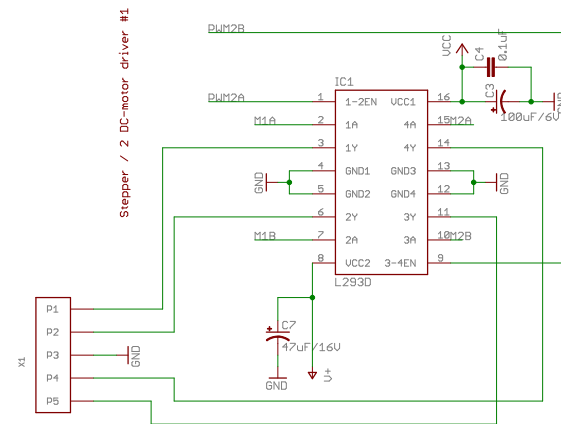 Stepper / 2 DC-motor driver #1
PWM2B
VCC
C4
0.1uF
IC1
PWM2A
1
1-2EN
VCC1
16
C3
100uF/6V
GND
M1A
2
1A
4A
15
M2A
3
1Y
4Y
14
GND
4
GND1
GND3
13
GND
5
GND2
GND4
12
6
2Y
3Y
11
M1B
7
2A
3A
10
M2B
8
VCC2
3-4EN
9
L293D
C7
47uF/16V
GND
V+
X1
P1
P2
P3
GND
P4
P5